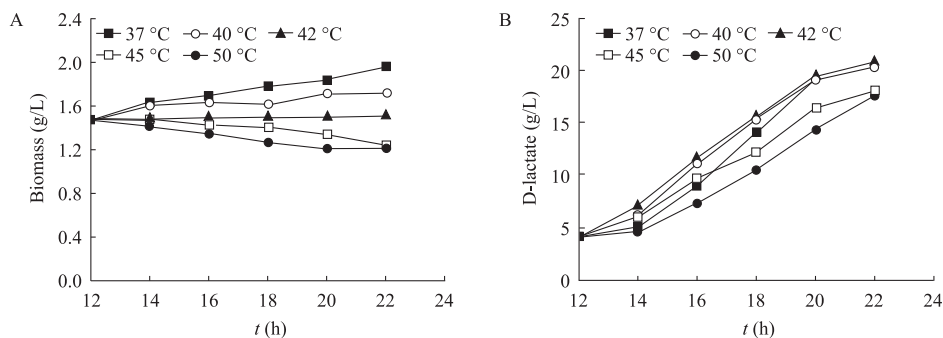 A
37 °C 40 °C 42 °C
45 °C 50 °C
Biomass (g/L)
2.4
2.0
1.6
1.2
0.8
0.4
0.0
12 14 16 18 20 22 24
t (h)
B
37 °C 40 °C 42 °C
45 °C 50 °C
D-lactate (g/L)
25
20
15
10
5
0
12 14 16 18 20 22 24
t (h)